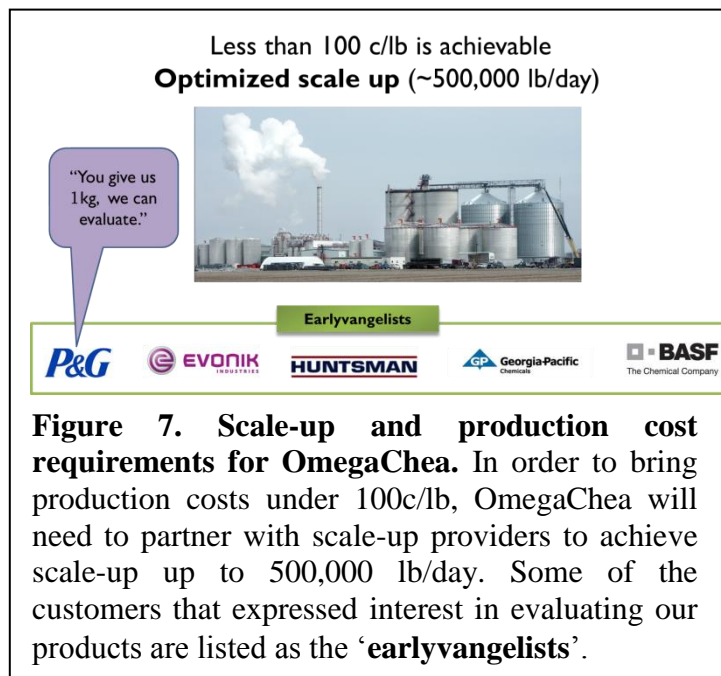 Less than 100 c/lb is achievable
Optimized scale up (~500,000 lb/day)
“You give us
1kg, we can
evaluate.”
Earlyvangelists
P&G
EVONIK
INDUSTRIES
HUNTSMAN
GP Georgia-Pacific
Chemicals
BASF
The Chemical Company
Figure 7. Scale-up and production cost
requirements for OmegaChea. In order to bring
production costs under 100c/lb, OmegaChea will
need to partner with scale-up providers to achieve
scale-up up to 500,000 lb/day. Some of the
customers that expressed interest in evaluating our
products are listed as the ‘earlyvangelists’.